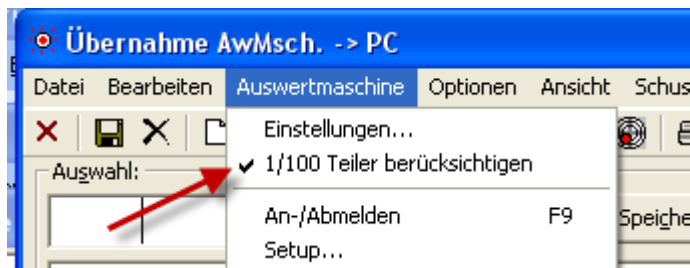 Übernahme AwMsch. -> PC
Datei Bearbeiten Auswertmaschine Optionen Ansicht
Einstellungen...
1/100 Teiler berücksichtigen
Auswahl:
An-/Abmelden F9
Setup...